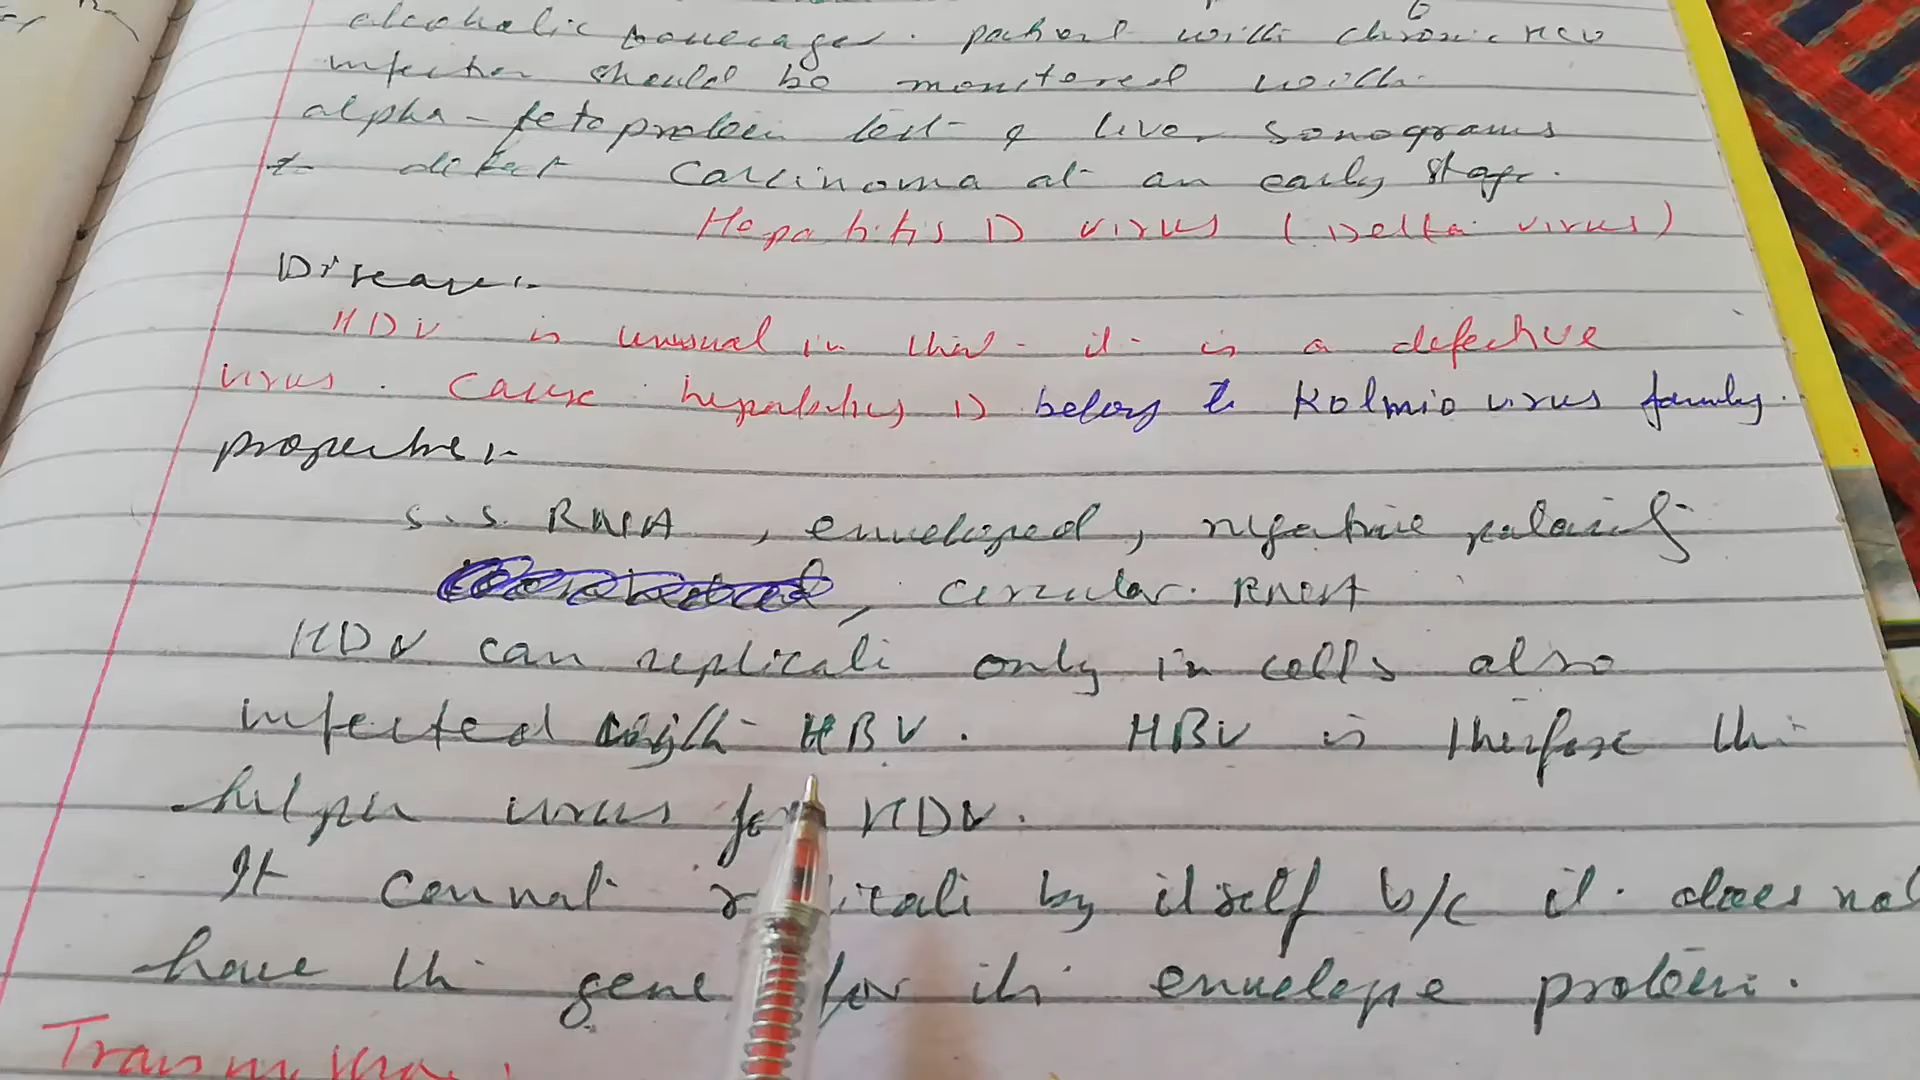 alcoholic bauecages. patient with chronic HCV
infection should be monitored with
alpha-fetoprotein test & liver sonograms
to detect carcinoma at an early stage.
Hepatitis D virus (Delta virus)
Disease:-
HDV is unusual in that it is a defective
virus. Cause hepatitis D belong to Kolmio virus family.
properties:-
S.S. RNA, enveloped, negative polarity
, circular. RNA
HDV can replicate only in cells also
infected with HBV. HBV is therefore the
helper virus for HDV.
It cannot replicate by itself b/c it does not
have the gene for its envelope protein.
Transmission: